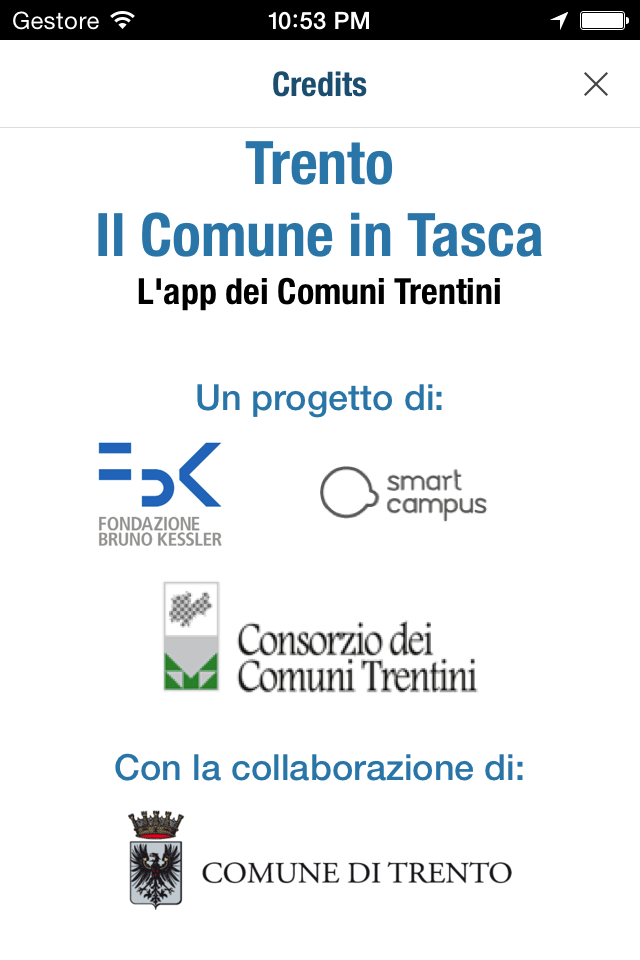 Gestore 10:53 PM
Credits
Trento
Il Comune in Tasca
L'app dei Comuni Trentini
Un progetto di:
FBK
FONDAZIONE
BRUNO KESSLER
smart
campus
Consorzio dei
Comuni Trentini
Con la collaborazione di:
COMUNE DI TRENTO